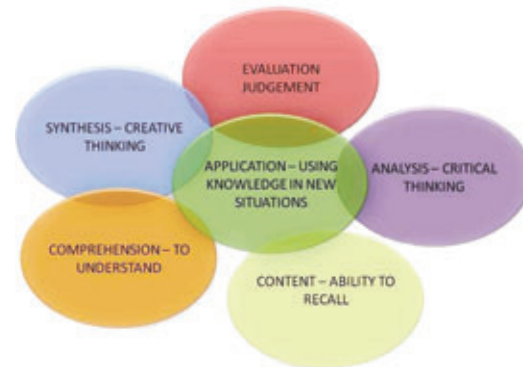 EVALUATION
JUDGEMENT
SYNTHESIS – CREATIVE
THINKING
APPLICATION – USING
KNOWLEDGE IN NEW
SITUATIONS
ANALYSIS – CRITICAL
THINKING
COMPREHENSION – TO
UNDERSTAND
CONTENT – ABILITY TO
RECALL